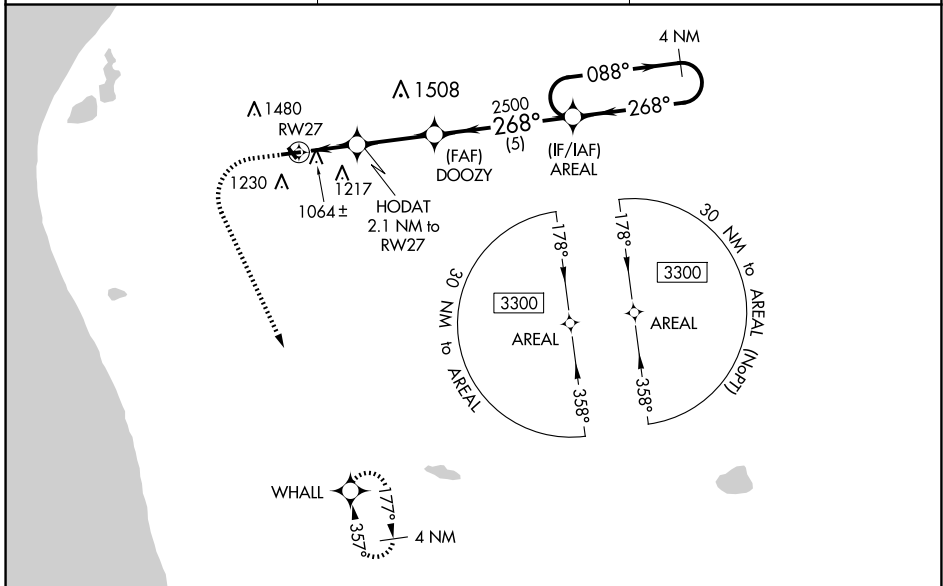 4 NM
088°
268°
1508
1480
RW27
2500
268°
(5)
(IF/IAF)
AREAL
(FAF)
DOOZY
1230
1217
1064 ±
HODAT
2.1 NM to
RW27
178°
3300
AREAL
358°
30 NM to AREAL
178°
3300
AREAL
358°
30 NM to AREAL (NoPT)
WHALL
177°
357°
4 NM